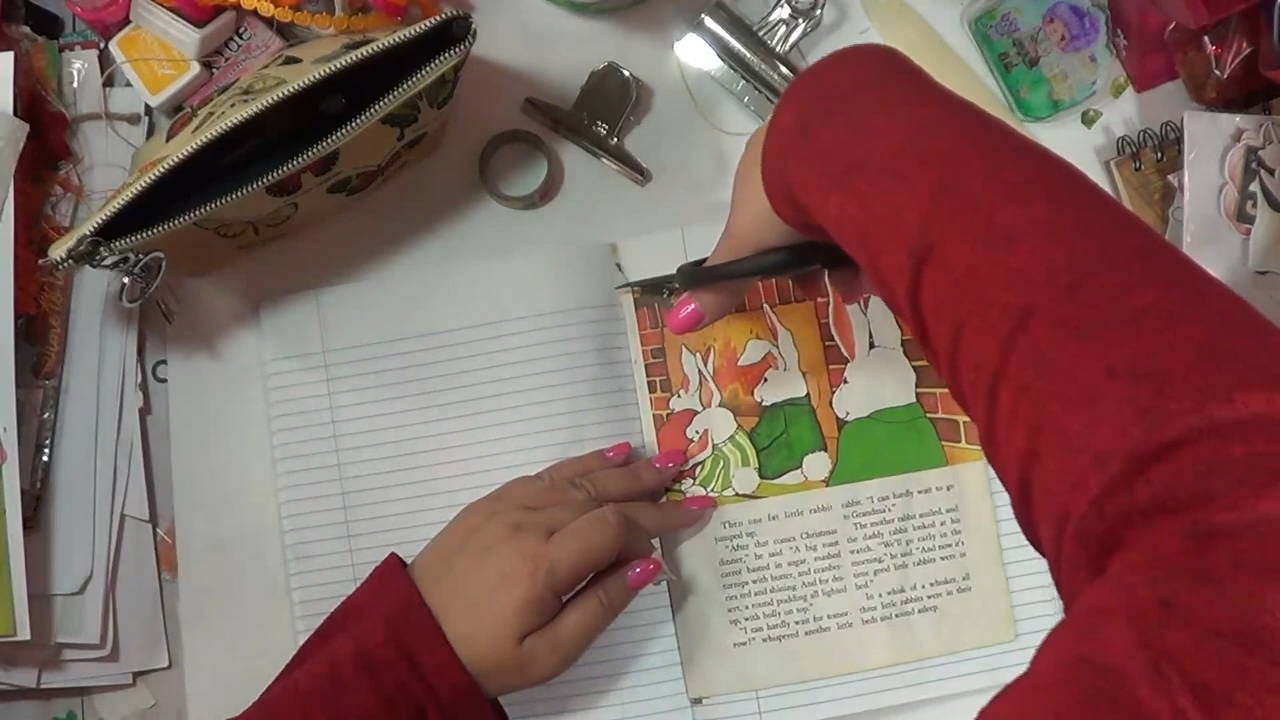 Then one fat little rabbit
jumped up.
"After that comes Christmas
dinner," he said. "A big roast
carrot basted in sugar, mashed
turnips with butter, and cranber-
ries red and shining. And for des-
sert, a round pudding all lighted
up, with holly on top."
"I can hardly wait for tomor-
row!" whispered another little
rabbit. "I can hardly wait to go
to Grandma's."
The mother rabbit smiled, and
the daddy rabbit looked at his
watch. "We'll go early in the
morning," he said. "And now it's
time good little rabbits were in
bed."
In a whisk of a whisker, all
three little rabbits were in their
beds and sound asleep.